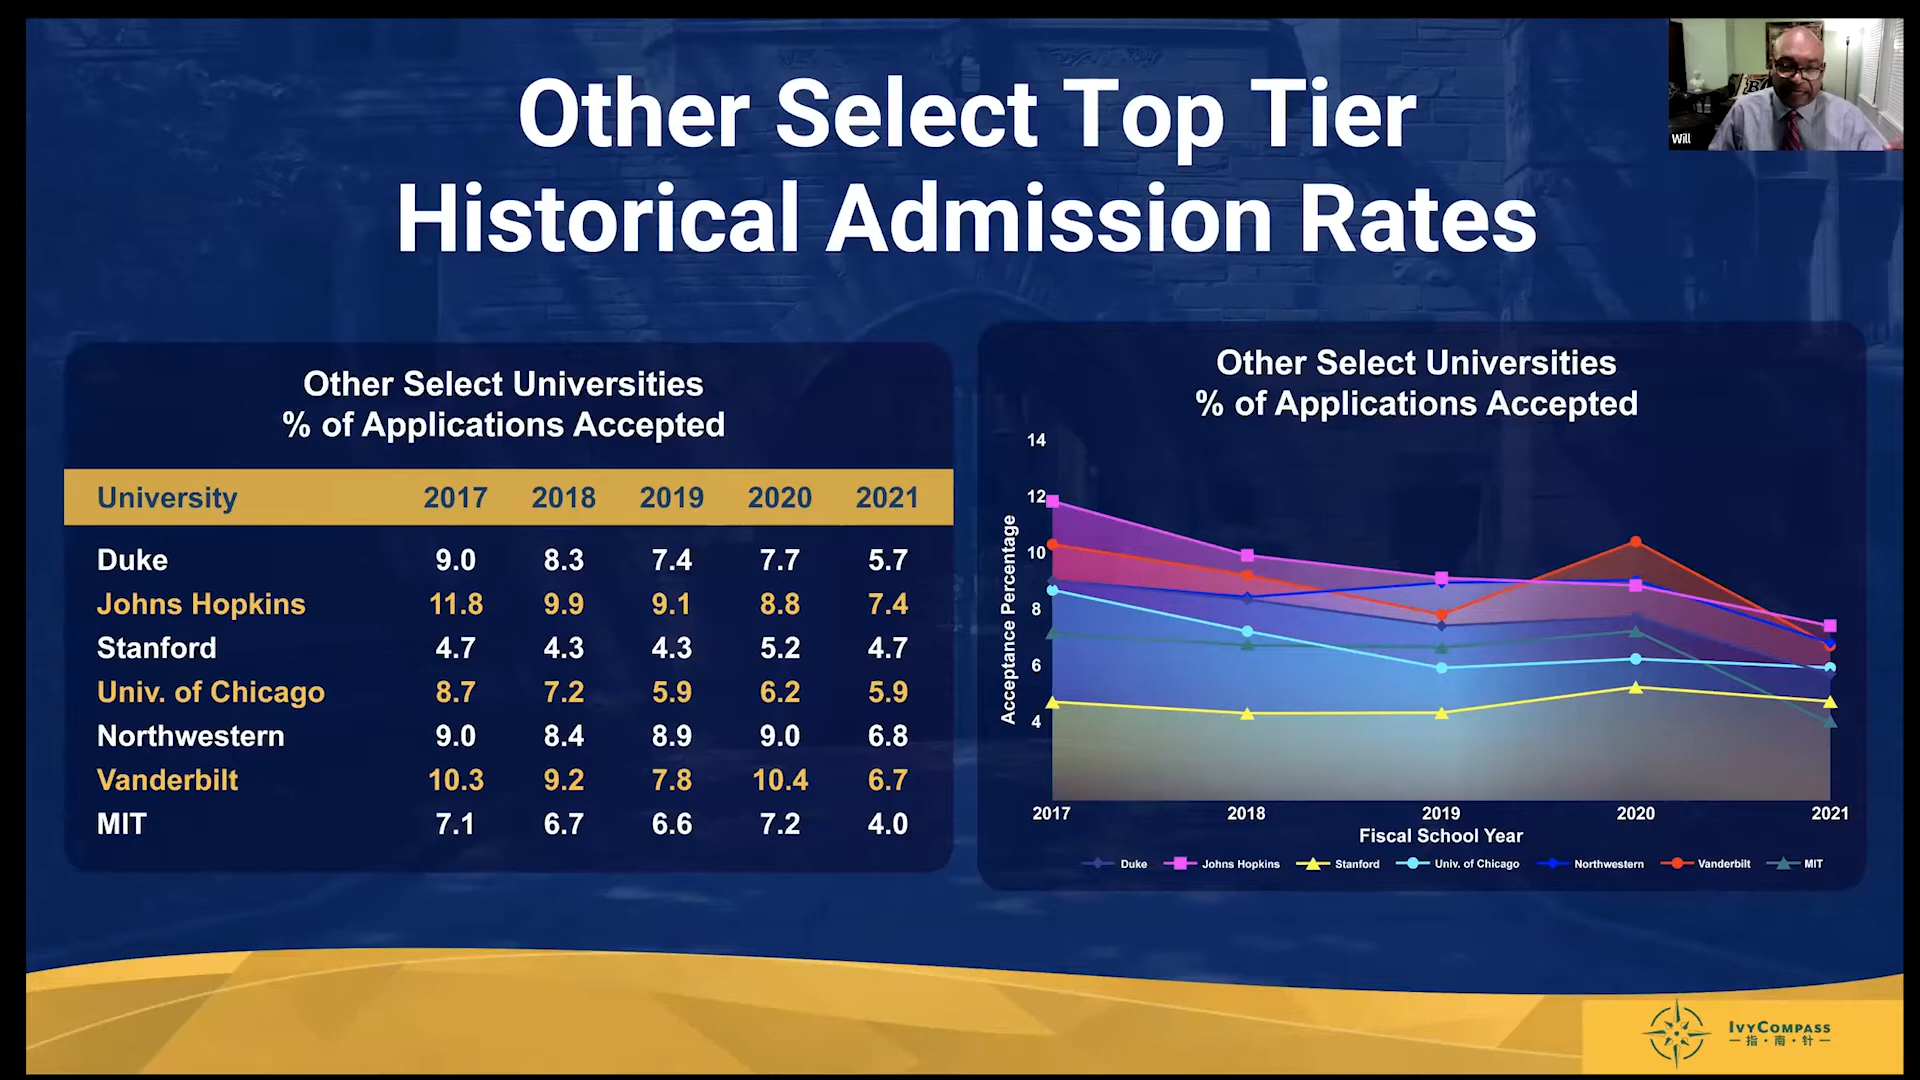 Will
Other Select Top Tier
Historical Admission Rates
Other Select Universities
% of Applications Accepted
University 2017 2018 2019 2020 2021
Duke 9.0 8.3 7.4 7.7 5.7
Johns Hopkins 11.8 9.9 9.1 8.8 7.4
Stanford 4.7 4.3 4.3 5.2 4.7
Univ. of Chicago 8.7 7.2 5.9 6.2 5.9
Northwestern 9.0 8.4 8.9 9.0 6.8
Vanderbilt 10.3 9.2 7.8 10.4 6.7
MIT 7.1 6.7 6.6 7.2 4.0
Other Select Universities
% of Applications Accepted
Acceptance Percentage
14
12
10
8
6
4
2017 2018 2019 2020 2021
Fiscal School Year
Duke Johns Hopkins Stanford Univ. of Chicago Northwestern Vanderbilt MIT
IVYCOMPASS
指·南·针